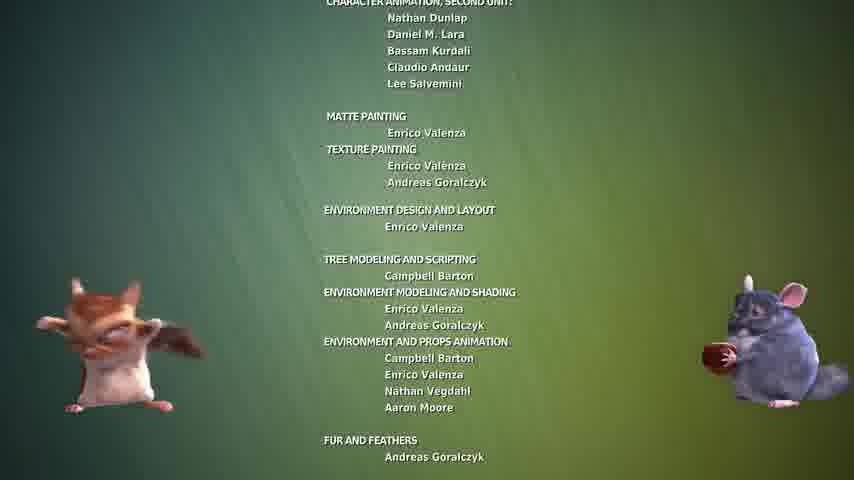 CHARACTER ANIMATION, SECOND UNIT:
Nathan Dunlap
Daniel M. Lara
Bassam Kurdali
Claudio Andaur
Lee Salvemini
MATTE PAINTING
Enrico Valenza
TEXTURE PAINTING
Enrico Valenza
Andreas Goralczyk
ENVIRONMENT DESIGN AND LAYOUT
Enrico Valenza
TREE MODELING AND SCRIPTING
Campbell Barton
ENVIRONMENT MODELING AND SHADING
Enrico Valenza
Andreas Goralczyk
ENVIRONMENT AND PROPS ANIMATION
Campbell Barton
Enrico Valenza
Nathan Vegdahl
Aaron Moore
FUR AND FEATHERS
Andreas Goralczyk